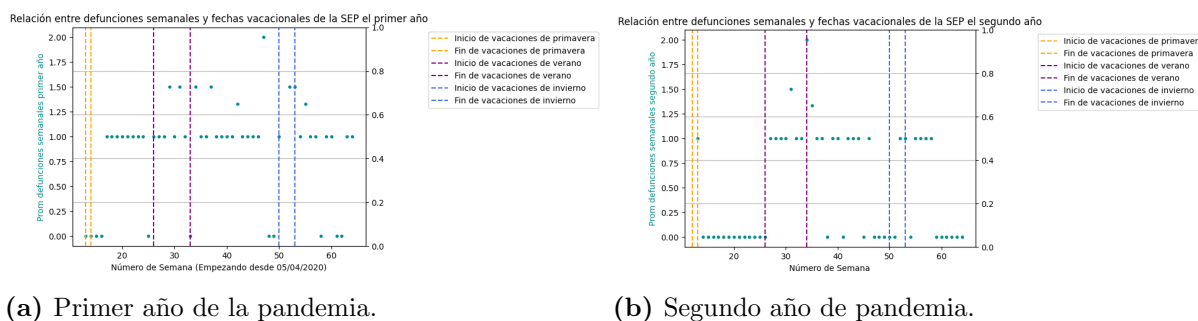 Relación entre defunciones semanales y fechas vacacionales de la SEP el primer año
Prom defunciones semanales primer año
2.00
1.75
1.50
1.25
1.00
0.75
0.50
0.25
0.00
1.0
0.8
0.6
0.4
0.2
0.0
20
30
40
50
60
Número de Semana (Empezando desde 05/04/2020)
Inicio de vacaciones de primavera
Fin de vacaciones de primavera
Inicio de vacaciones de verano
Fin de vacaciones de verano
Inicio de vacaciones de invierno
Fin de vacaciones de invierno
(a) Primer año de la pandemia.
Relación entre defunciones semanales y fechas vacacionales de la SEP el segundo año
Prom defunciones semanales segundo año
2.00
1.75
1.50
1.25
1.00
0.75
0.50
0.25
0.00
1.0
0.8
0.6
0.4
0.2
0.0
20
30
40
50
60
Número de Semana
Inicio de vacaciones de primavera
Fin de vacaciones de primavera
Inicio de vacaciones de verano
Fin de vacaciones de verano
Inicio de vacaciones de invierno
Fin de vacaciones de invierno
(b) Segundo año de pandemia.